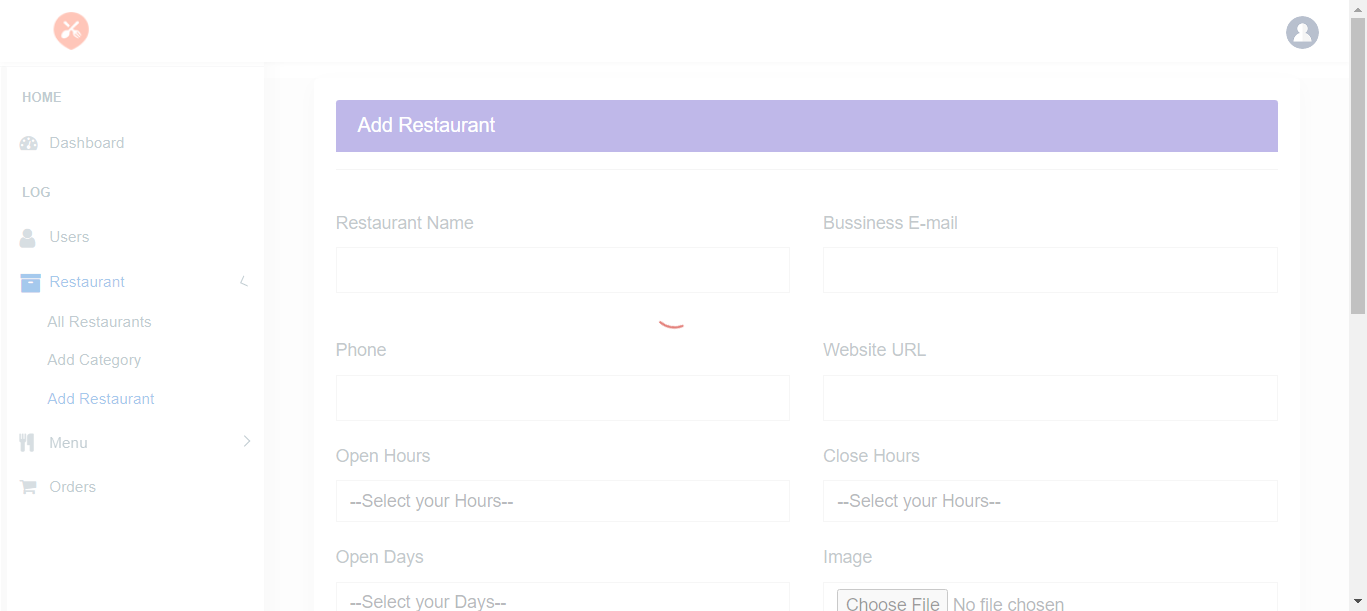 HOME
Dashboard
LOG
Users
Restaurant
All Restaurants
Add Category
Add Restaurant
Menu
Orders
Add Restaurant
Restaurant Name
Bussiness E-mail
Phone
Website URL
Open Hours
Close Hours
--Select your Hours--
--Select your Hours--
Open Days
Image
--Select your Days--
Choose File No file chosen